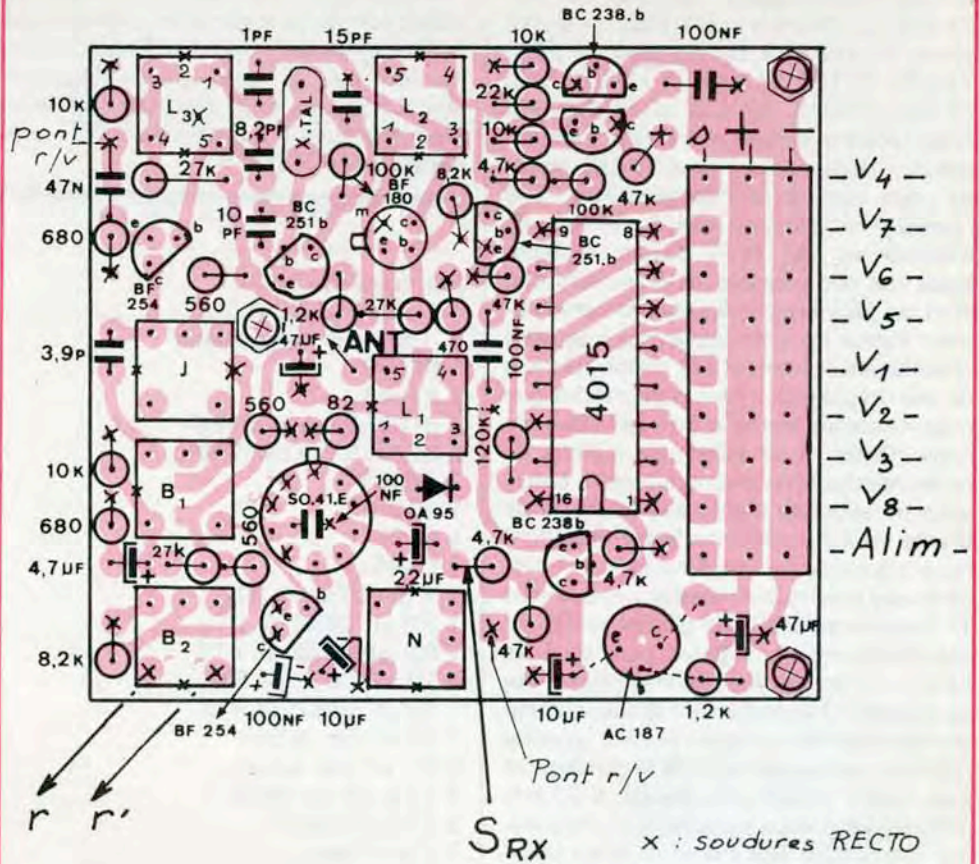 BC 238.b
1PF 15PF 10K 100NF
3 2 1 5 4 b c e
10K L3 X.TAL L2 22K e b c + Δ + -
pont r/v 4 5 8,2PF 1 2 3 10K
27K 100K 4,7K 8,2K 47K V4 -
47N BF 180
10 PF BC 251b m c e b c b e 9 100K 8 - V7 -
680 e b c BC 251.b
BF 254 560 b c e - V6 -
1,2K 27K 47K
47µF ANT 470 100NF - V5 -
3,9P J + 5 4 4015 - V1 -
560 82 L1 1 2 3 120K - V2 -
10K B1 SO.41.E 100 NF - V3 -
OA 95 16 1 - V8 -
680 560 BC 238b
4,7µF + 27K 22µF + 4,7K e b c 4,7K - Alim -
B2 b e c N 47K e c b + 47µF
8,2K + - +
BF 254 100NF 10µF 10µF AC 187 1,2K
Pont r/v
r r' SRX x : soudures RECTO